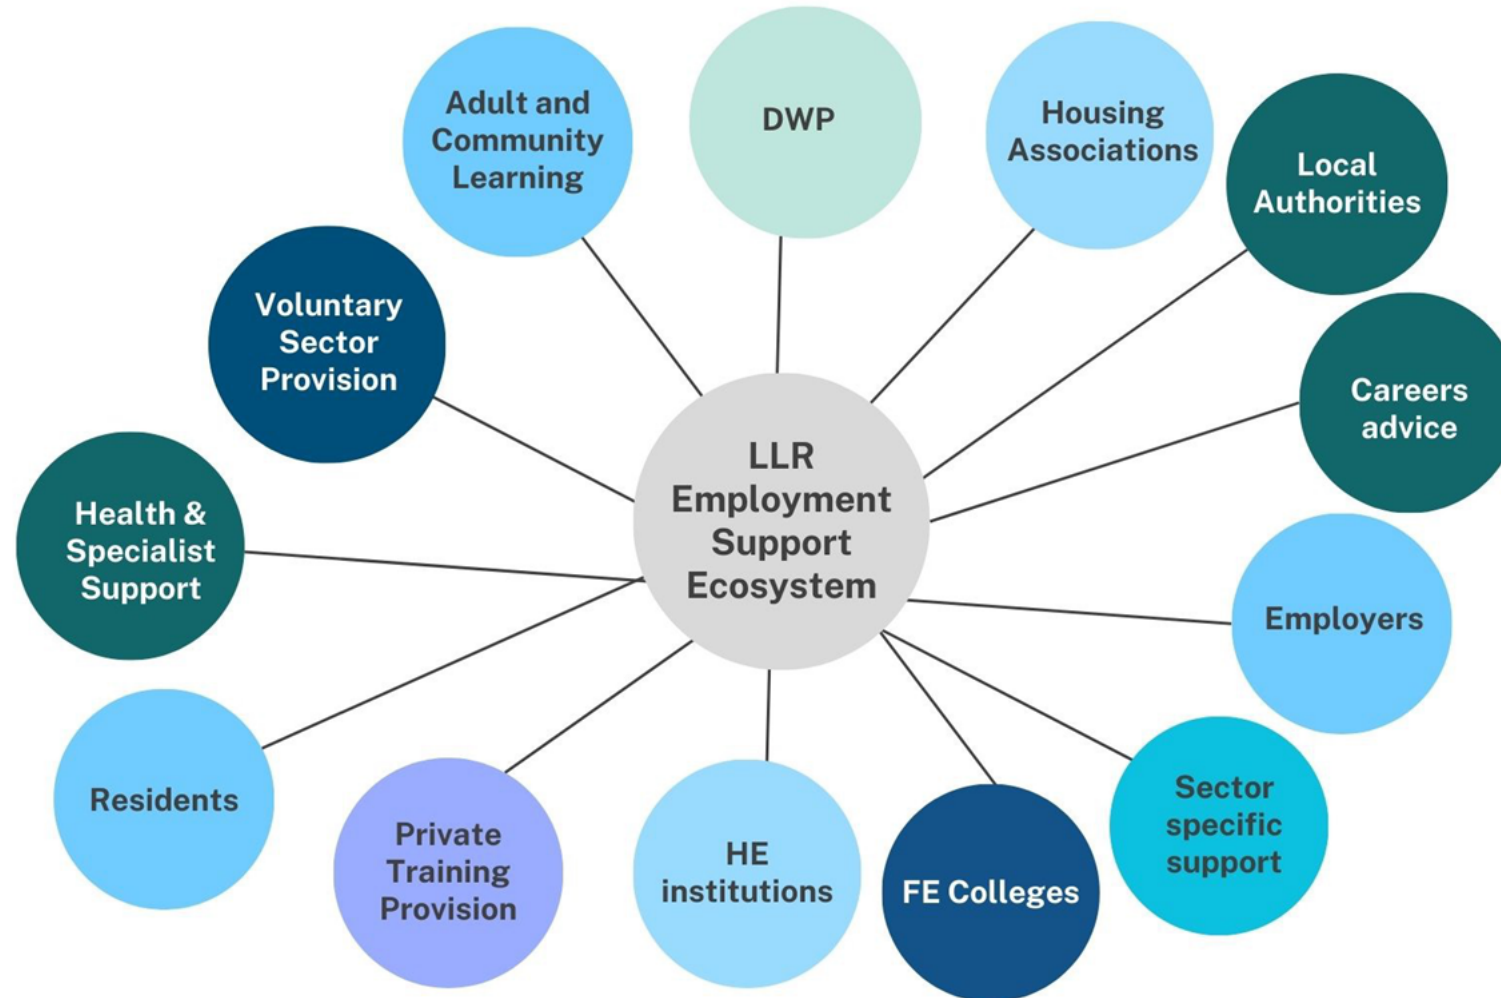 Adult and
Community
Learning
DWP
Housing
Associations
Local
Authorities
Voluntary
Sector
Provision
Careers
advice
LLR
Employment
Support
Ecosystem
Health &
Specialist
Support
Employers
Residents
Private
Training
Provision
HE
institutions
FE Colleges
Sector
specific
support